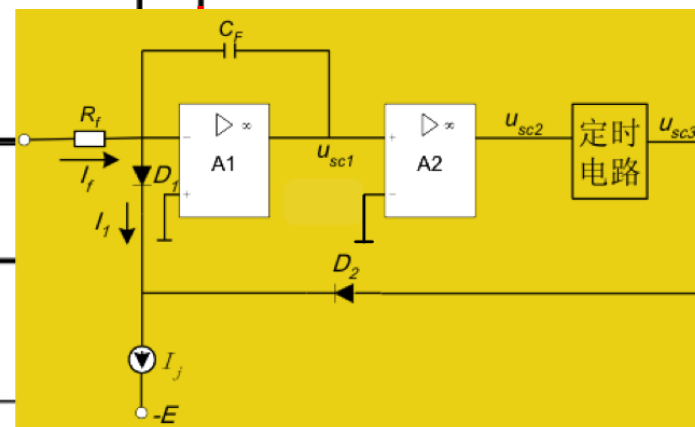 C_F
R_f
- ▷ ∞
+ ▷ ∞
u_sc2
定时
电路
u_sc3
A1
u_sc1
A2
I_f
D_1
+
-
I_1
D_2
I_j
-E